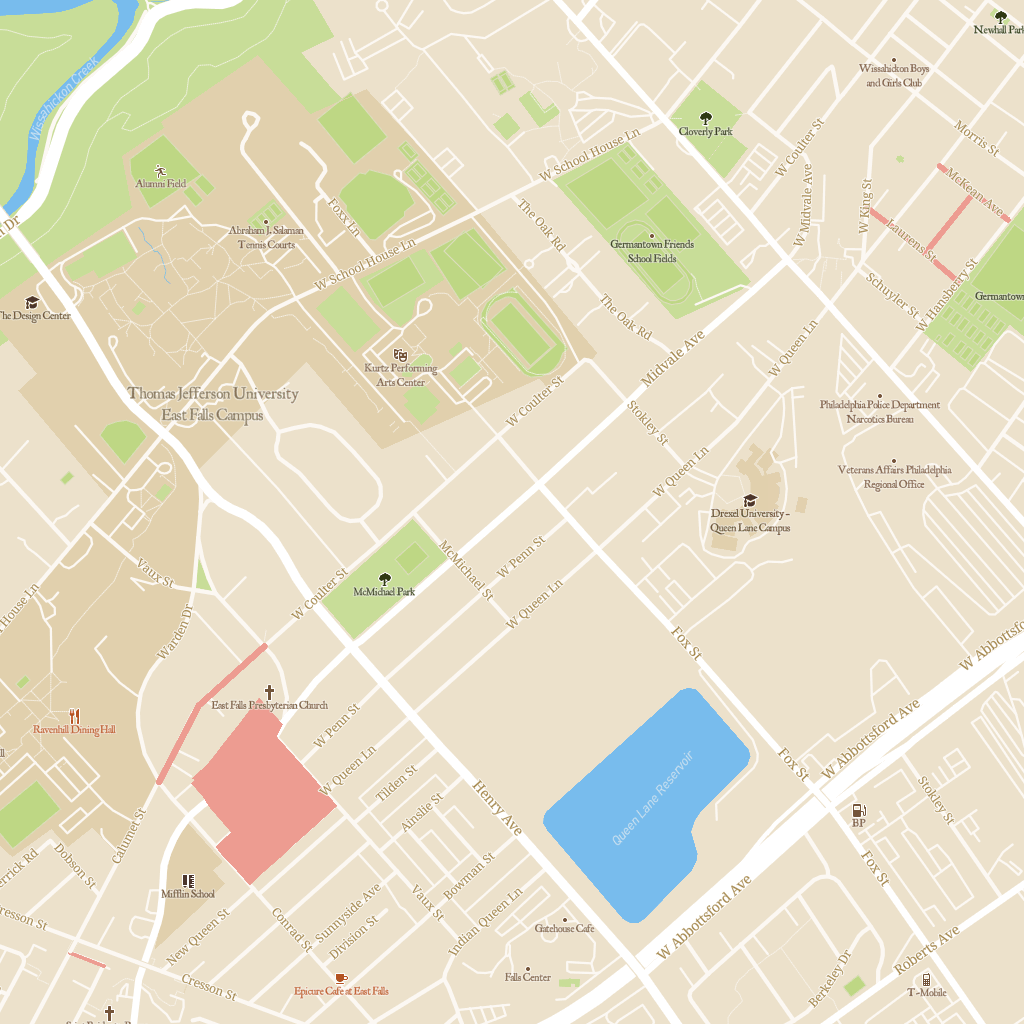 Newhall Park
Wissahickon Boys
and Girls Club
Wissahickon Creek
Cloverly Park
Morris St
W School House Ln
W Coulter St
McKean Ave
Alumni Field
Foxx Ln
The Oak Rd
W Midvale Ave
W King St
Laurens St
Abraham J. Salaman
Tennis Courts
Germantown Friends
School Fields
W School House Ln
Schuyler St
W Hansberry St
Germantown
The Design Center
The Oak Rd
Midvale Ave
W Queen Ln
Kurtz Performing
Arts Center
Thomas Jefferson University
East Falls Campus
W Coulter St
Stokley St
Philadelphia Police Department
Narcotics Bureau
W Queen Ln
Veterans Affairs Philadelphia
Regional Office
Drexel University -
Queen Lane Campus
Vaux St
W Coulter St
McMichael Park
McMichael St
W Penn St
W Queen Ln
House Ln
Warden Dr
Fox St
W Abbottsford
East Falls Presbyterian Church
Ravenhill Dining Hall
W Penn St
W Queen Ln
Tilden St
Ainslie St
Henry Ave
Queen Lane Reservoir
Fox St
W Abbottsford Ave
BP
Stokley St
Calumet St
Dobson St
Mifflin School
Bowman St
Vaux St
Fox St
W Abbottsford Ave
Cresson St
New Queen St
Conrad St
Sunnyside Ave
Division St
Indian Queen Ln
Gatehouse Cafe
Roberts Ave
Berkeley Dr
Falls Center
Cresson St
Epicure Cafe at East Falls
T-Mobile